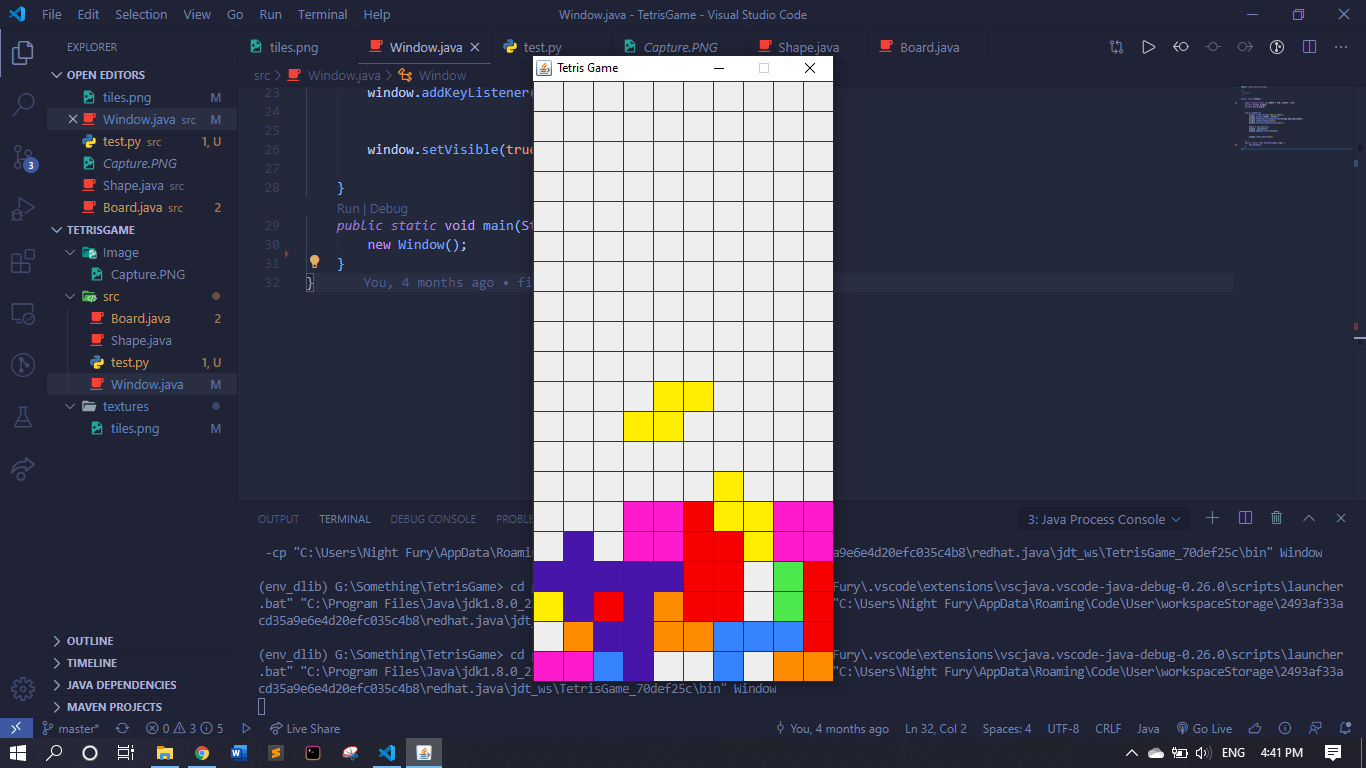 File Edit Selection View Go Run Terminal Help
Window.java - TetrisGame - Visual Studio Code
EXPLORER
OPEN EDITORS
tiles.png M
Window.java src M
test.py src 1, U
Capture.PNG
Shape.java src
Board.java src 2
TETRISGAME
Image
Capture.PNG
src
Board.java 2
Shape.java
test.py 1, U
Window.java M
textures
tiles.png M
OUTLINE
TIMELINE
JAVA DEPENDENCIES
MAVEN PROJECTS
3
tiles.png Window.java test.py Capture.PNG Shape.java Board.java
src > Window.java > Window
23 window.addKeyListener(
24
25
26 window.setVisible(true
27
28 }
Run | Debug
29 public static void main(St
30 new Window();
31 }
32 } You, 4 months ago • fi
Tetris Game
OUTPUT TERMINAL DEBUG CONSOLE PROBLE
3: Java Process Console
-cp "C:\Users\Night Fury\AppData\Roamin a9e6e4d20efc035c4b8\redhat.java\jdt_ws\TetrisGame_70def25c\bin" Window
(env_dlib) G:\Something\TetrisGame> cd Fury\.vscode\extensions\vscjava.vscode-java-debug-0.26.0\scripts\launcher
.bat" "C:\Program Files\Java\jdk1.8.0_2 "C:\Users\Night Fury\AppData\Roaming\Code\User\workspaceStorage\2493af33a
cd35a9e6e4d20efc035c4b8\redhat.java\jdt
(env_dlib) G:\Something\TetrisGame> cd Fury\.vscode\extensions\vscjava.vscode-java-debug-0.26.0\scripts\launcher
.bat" "C:\Program Files\Java\jdk1.8.0_2 "C:\Users\Night Fury\AppData\Roaming\Code\User\workspaceStorage\2493af33a
cd35a9e6e4d20efc035c4b8\redhat.java\jdt_ws\TetrisGame_70def25c\bin" Window
master* 0 3 5 Live Share You, 4 months ago Ln 32, Col 2 Spaces: 4 UTF-8 CRLF Java Go Live
ENG 4:41 PM